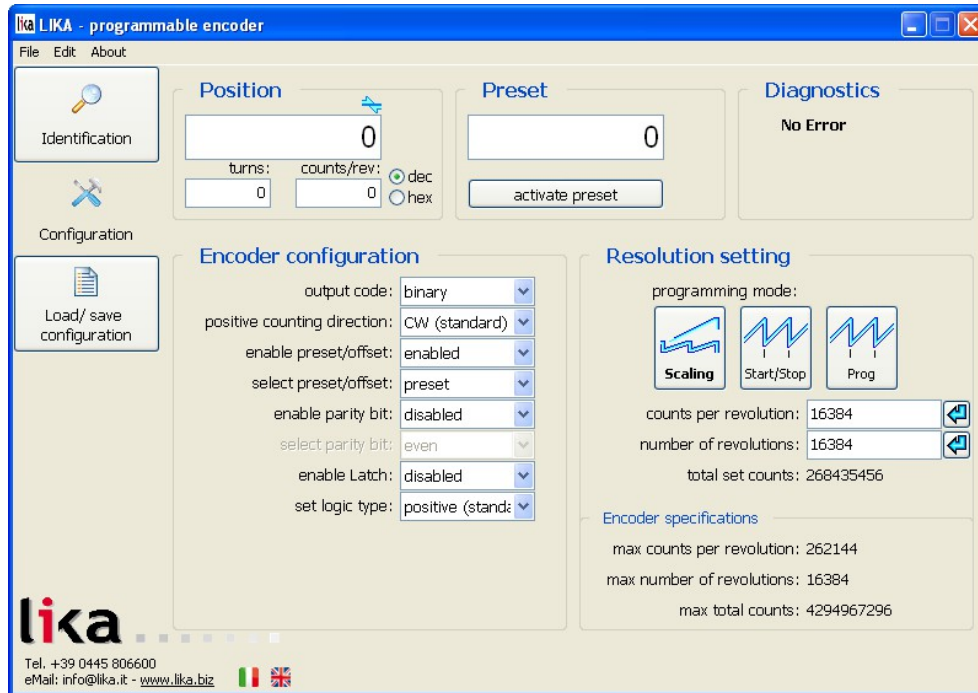 lika LIKA - programmable encoder
File Edit About
Identification
Configuration
Load/ save
configuration
Position
0
turns: counts/rev:
0 0
dec
hex
Preset
0
activate preset
Diagnostics
No Error
Encoder configuration
output code: binary
positive counting direction: CW (standard)
enable preset/offset: enabled
select preset/offset: preset
enable parity bit: disabled
select parity bit: even
enable Latch: disabled
set logic type: positive (standa
Resolution setting
programming mode:
Scaling Start/Stop Prog
counts per revolution: 16384
number of revolutions: 16384
total set counts: 268435456
Encoder specifications
max counts per revolution: 262144
max number of revolutions: 16384
max total counts: 4294967296
lika
Tel. +39 0445 806600
eMail: info@lika.it - www.lika.biz